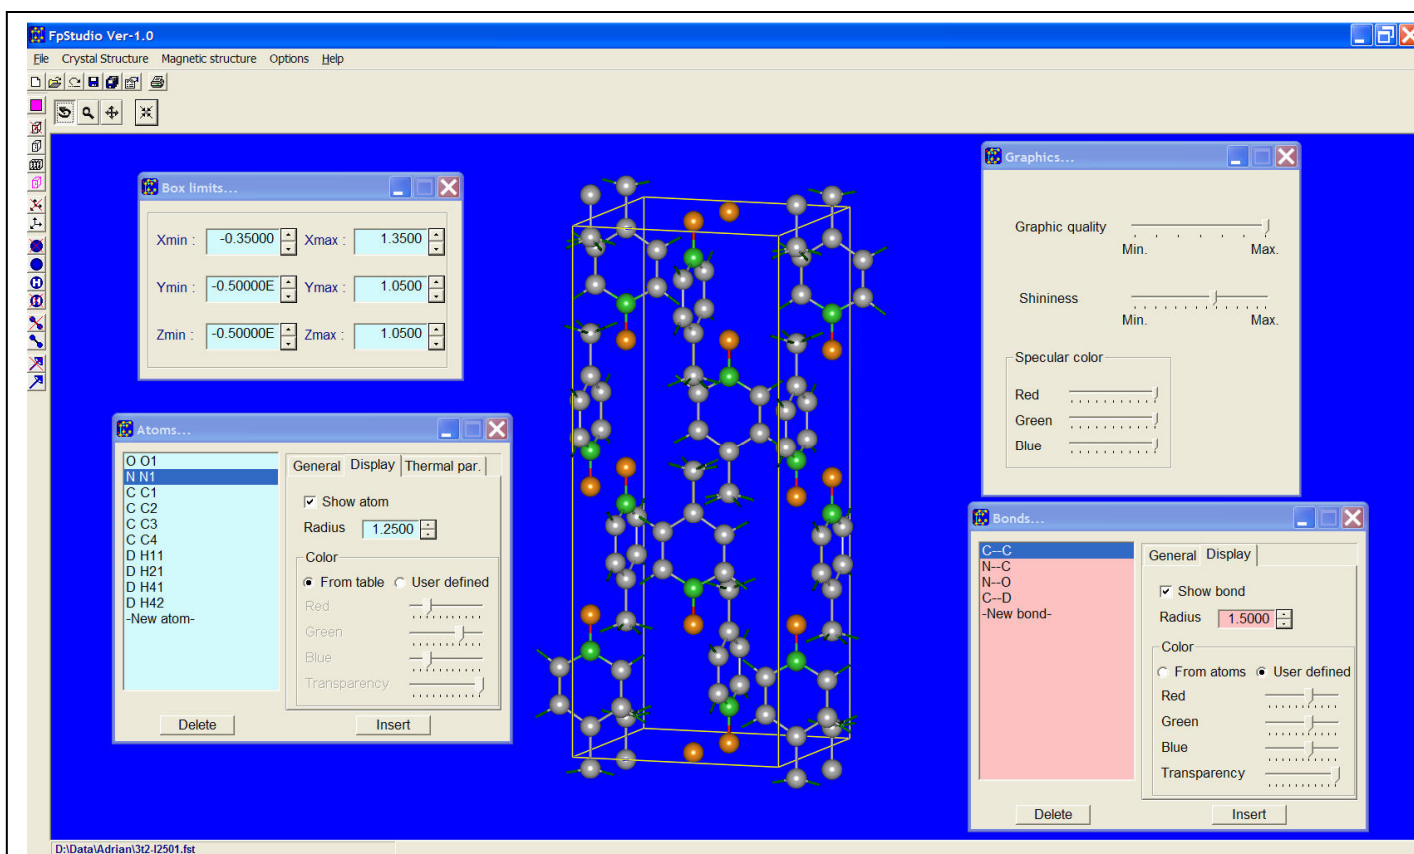 FpStudio Ver-1.0
File Crystal Structure Magnetic structure Options Help
Box limits...
Xmin : -0.35000 Xmax : 1.3500
Ymin : -0.50000E Ymax : 1.0500
Zmin : -0.50000E Zmax : 1.0500
Graphics...
Graphic quality
Min. Max.
Shininess
Min. Max.
Specular color
Red
Green
Blue
Atoms...
O O1
N N1
C C1
C C2
C C3
C C4
D H11
D H21
D H41
D H42
-New atom-
General Display Thermal par.
Show atom
Radius 1.2500
Color
From table User defined
Red
Green
Blue
Transparency
Delete Insert
Bonds...
C--C
N--C
N--O
C--D
-New bond-
General Display
Show bond
Radius 1.5000
Color
From atoms User defined
Red
Green
Blue
Transparency
Delete Insert
D:\Data\Adrian\3t2-l2501.fst